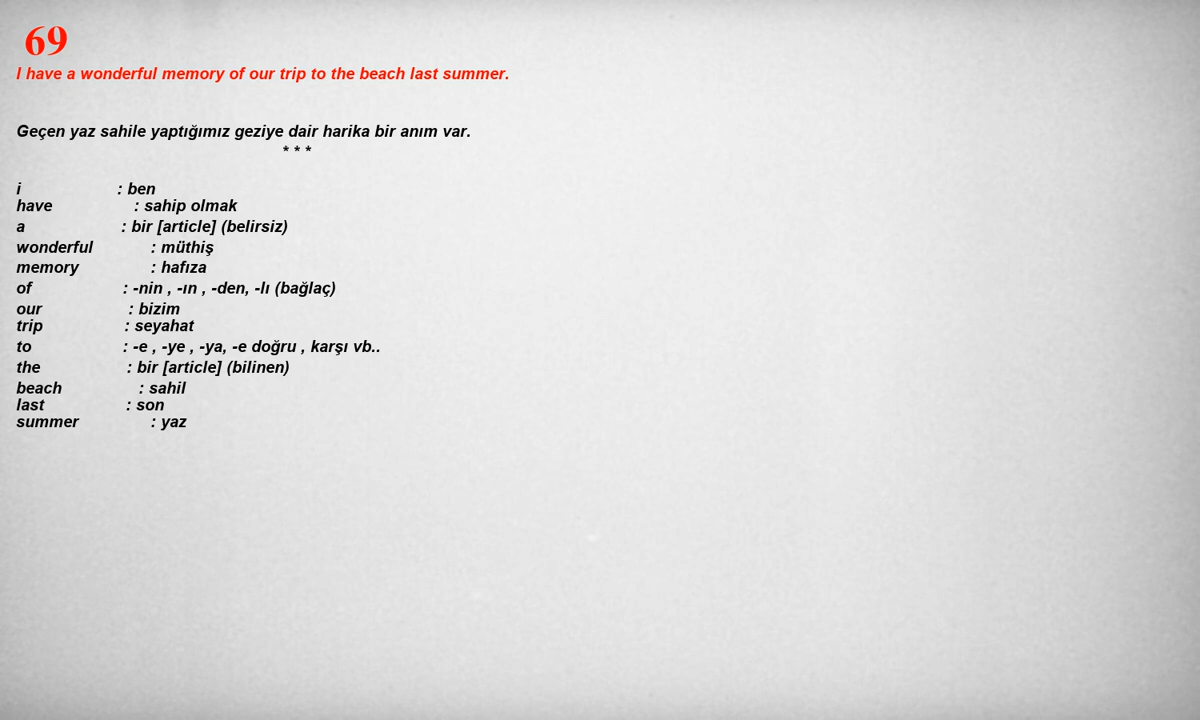 69
I have a wonderful memory of our trip to the beach last summer.
Geçen yaz sahile yaptığımız geziye dair harika bir anım var.
* * *
i : ben
have : sahip olmak
a : bir [article] (belirsiz)
wonderful : müthiş
memory : hafıza
of : -nin , -ın , -den, -lı (bağlaç)
our : bizim
trip : seyahat
to : -e , -ye , -ya, -e doğru , karşı vb..
the : bir [article] (bilinen)
beach : sahil
last : son
summer : yaz